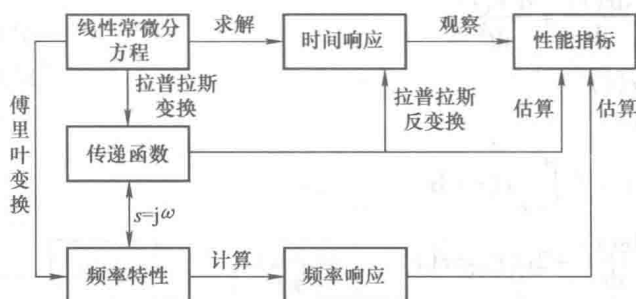 线性常微分
方程
求解
时间响应
观察
性能指标
拉普拉斯
变换
拉普拉斯
反变换
估算
估算
傅里叶变换
传递函数
s=jω
频率特性
计算
频率响应